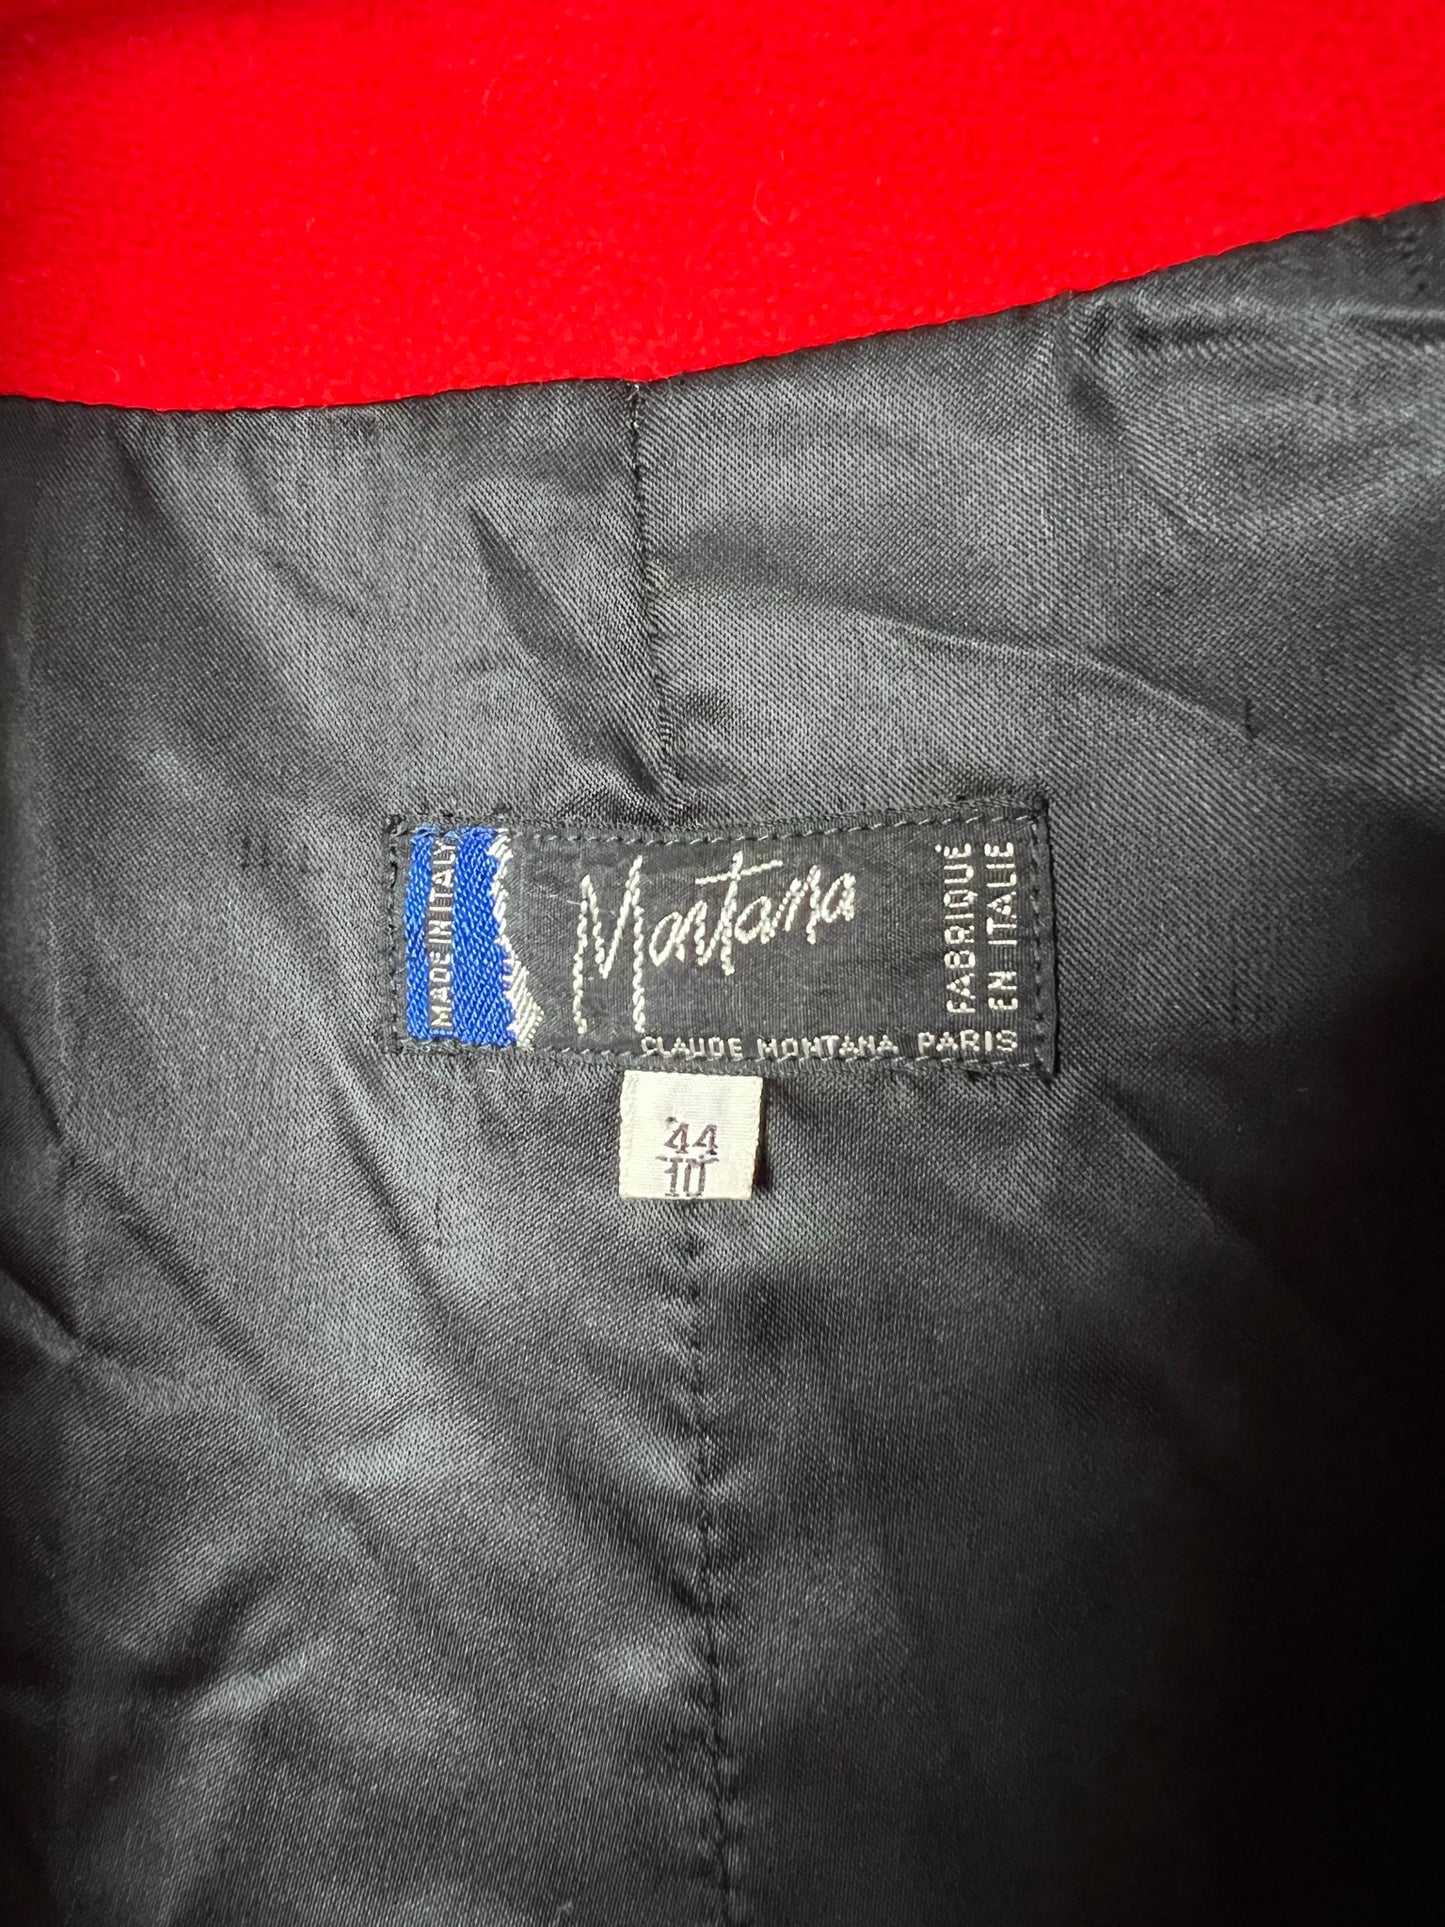 MADE IN ITALY
Montana
CLAUDE MONTANA PARIS
FABRIQUÉ
EN ITALIE
44
10